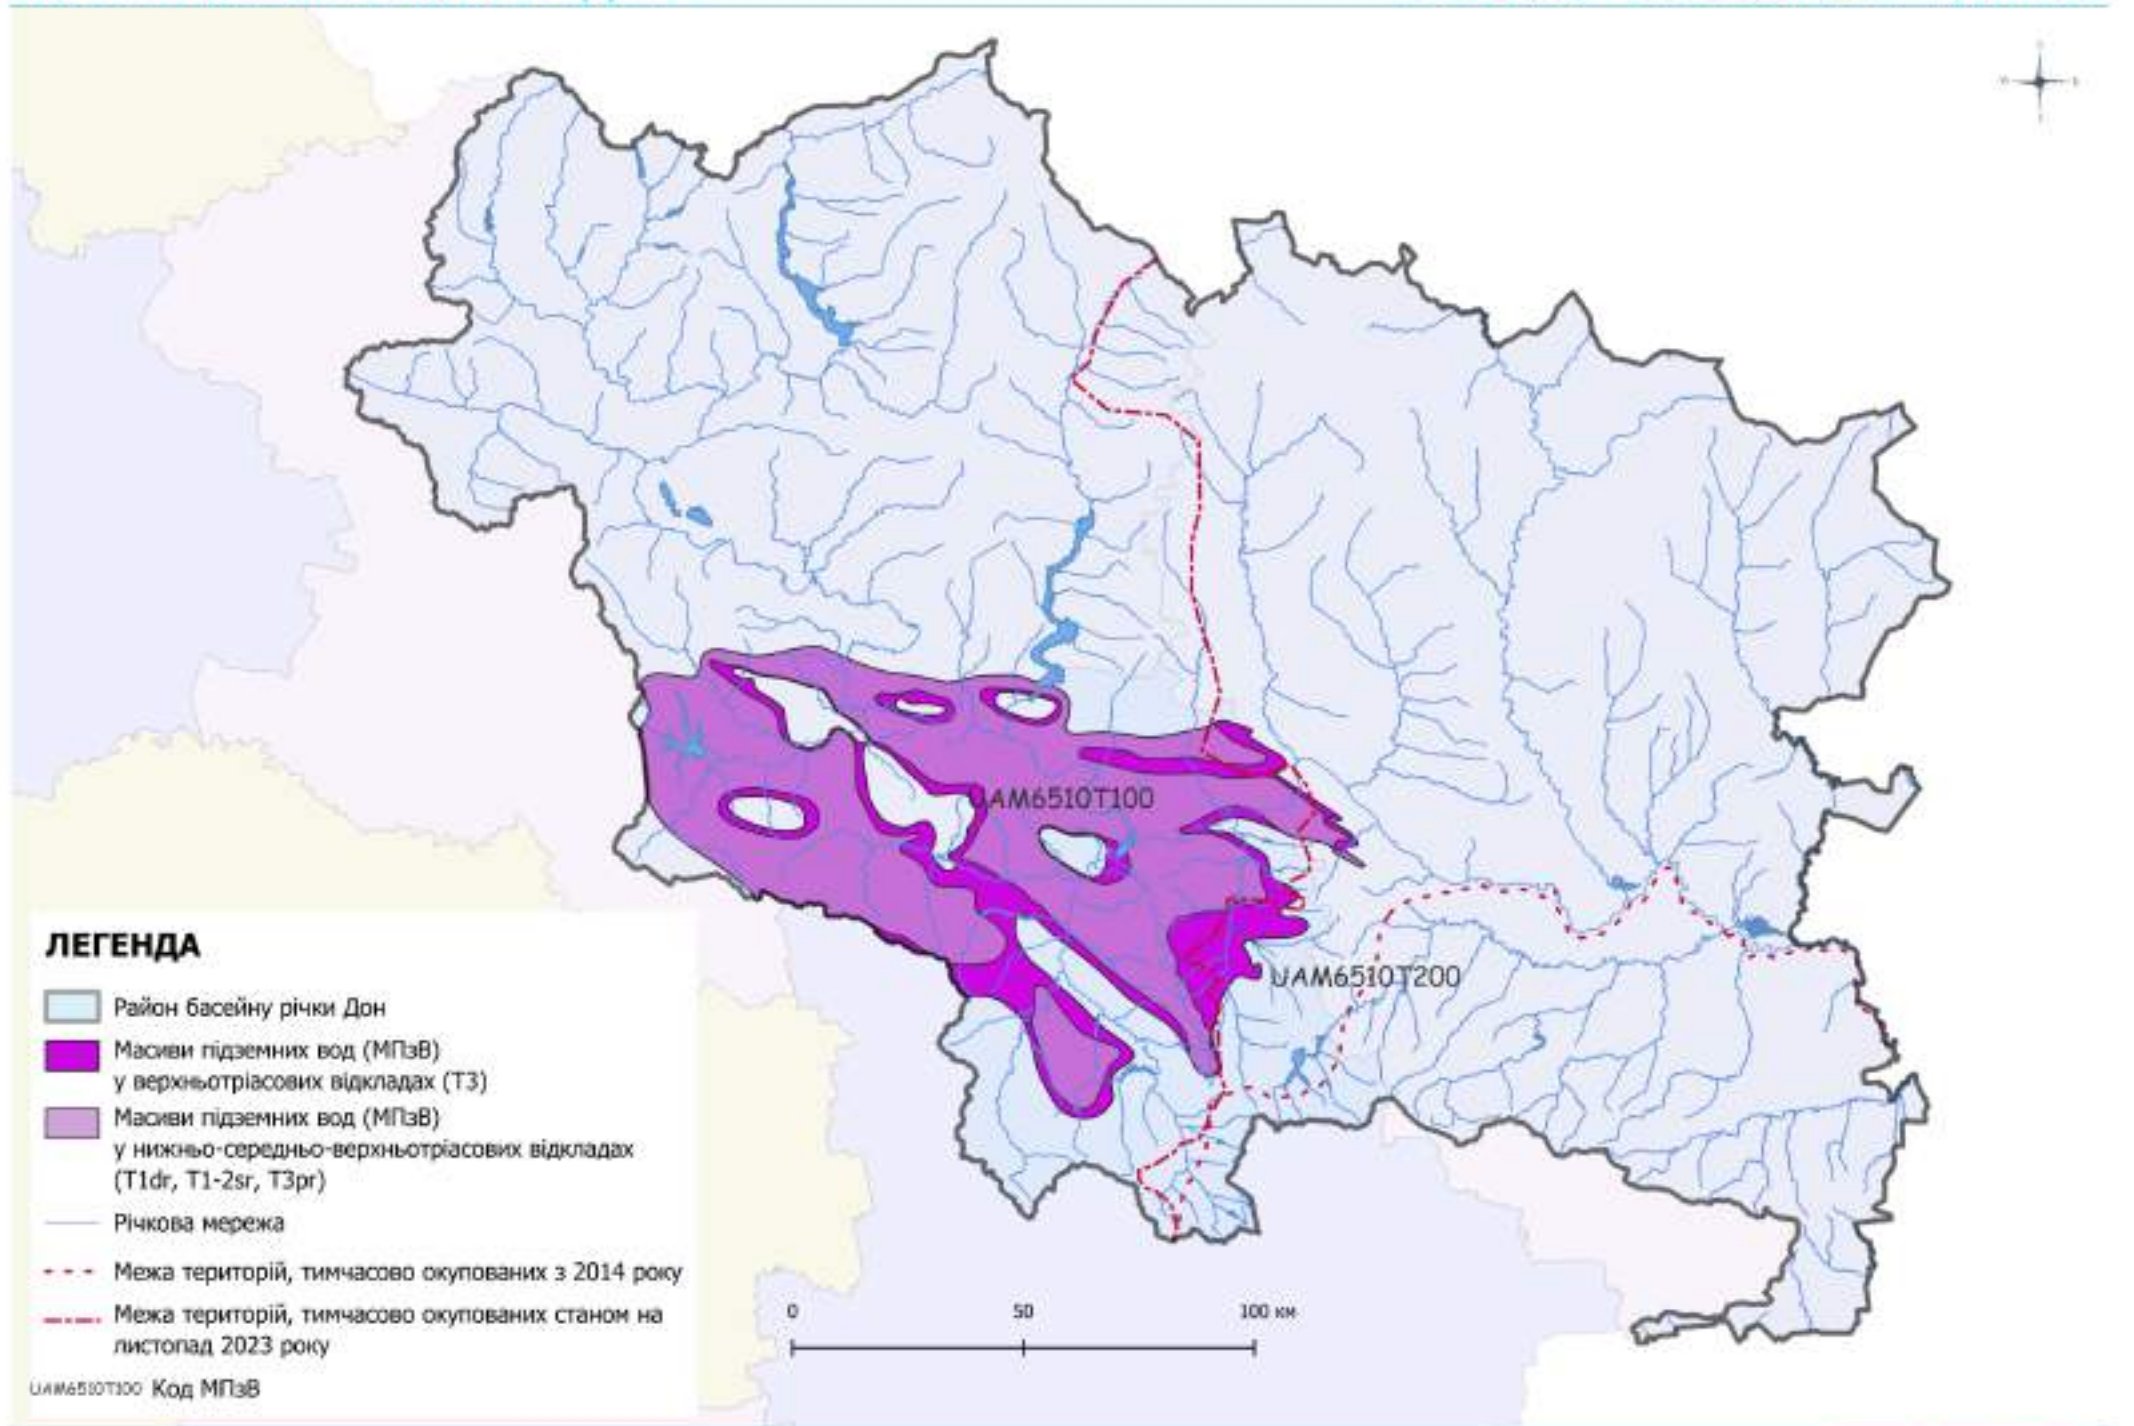 UAM6510T100
UAM6510T200
ЛЕГЕНДА
Район басейну річки Дон
Масиви підземних вод (МПзВ)
у верхньотріасових відкладах (Т3)
Масиви підземних вод (МПзВ)
у нижньо-середньо-верхньотріасових відкладах
(T1dr, T1-2sr, T3pr)
Річкова мережа
Межа територій, тимчасово окупованих з 2014 року
Межа територій, тимчасово окупованих станом на
листопад 2023 року
UAM6510T100 Код МПзВ
0 50 100 км